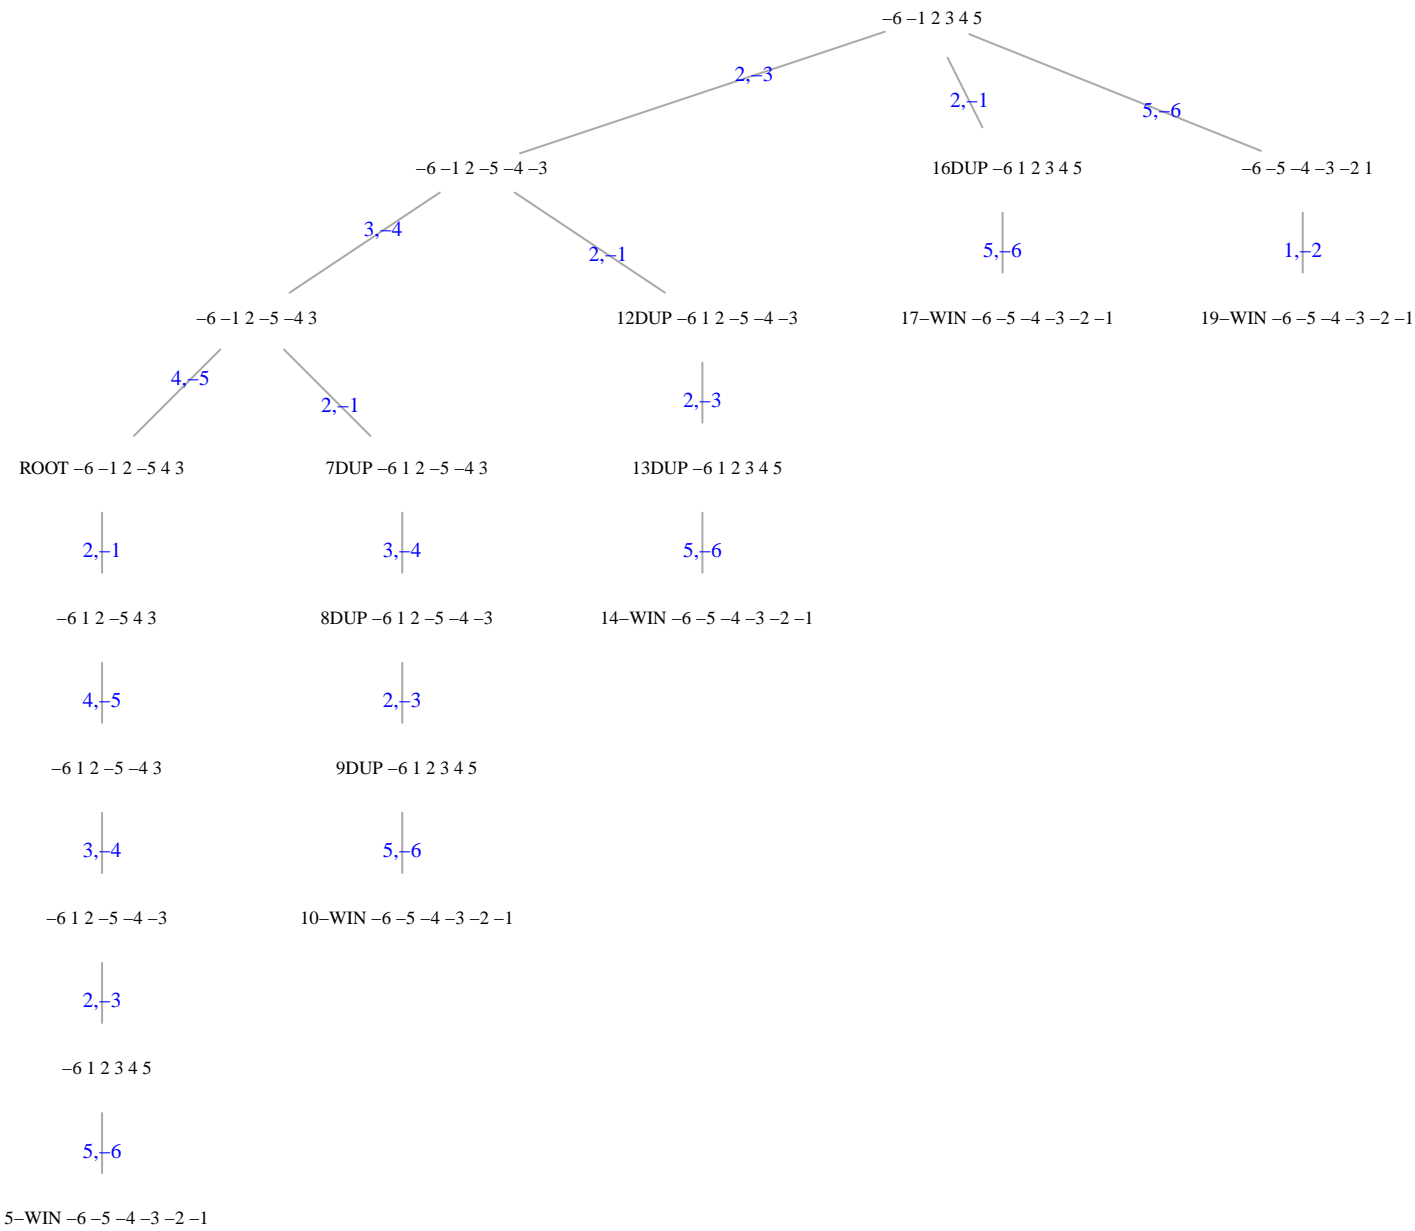 –6 –1 2 3 4 5
2,–3
2,–1
5,–6
–6 –1 2 –5 –4 –3
16DUP –6 1 2 3 4 5
–6 –5 –4 –3 –2 1
3,–4
2,–1
5,–6
1,–2
–6 –1 2 –5 –4 3
12DUP –6 1 2 –5 –4 –3
17–WIN –6 –5 –4 –3 –2 –1
19–WIN –6 –5 –4 –3 –2 –1
4,–5
2,–1
2,–3
ROOT –6 –1 2 –5 4 3
7DUP –6 1 2 –5 –4 3
13DUP –6 1 2 3 4 5
2,–1
3,–4
5,–6
–6 1 2 –5 4 3
8DUP –6 1 2 –5 –4 –3
14–WIN –6 –5 –4 –3 –2 –1
4,–5
2,–3
–6 1 2 –5 –4 3
9DUP –6 1 2 3 4 5
3,–4
5,–6
–6 1 2 –5 –4 –3
10–WIN –6 –5 –4 –3 –2 –1
2,–3
–6 1 2 3 4 5
5,–6
5–WIN –6 –5 –4 –3 –2 –1